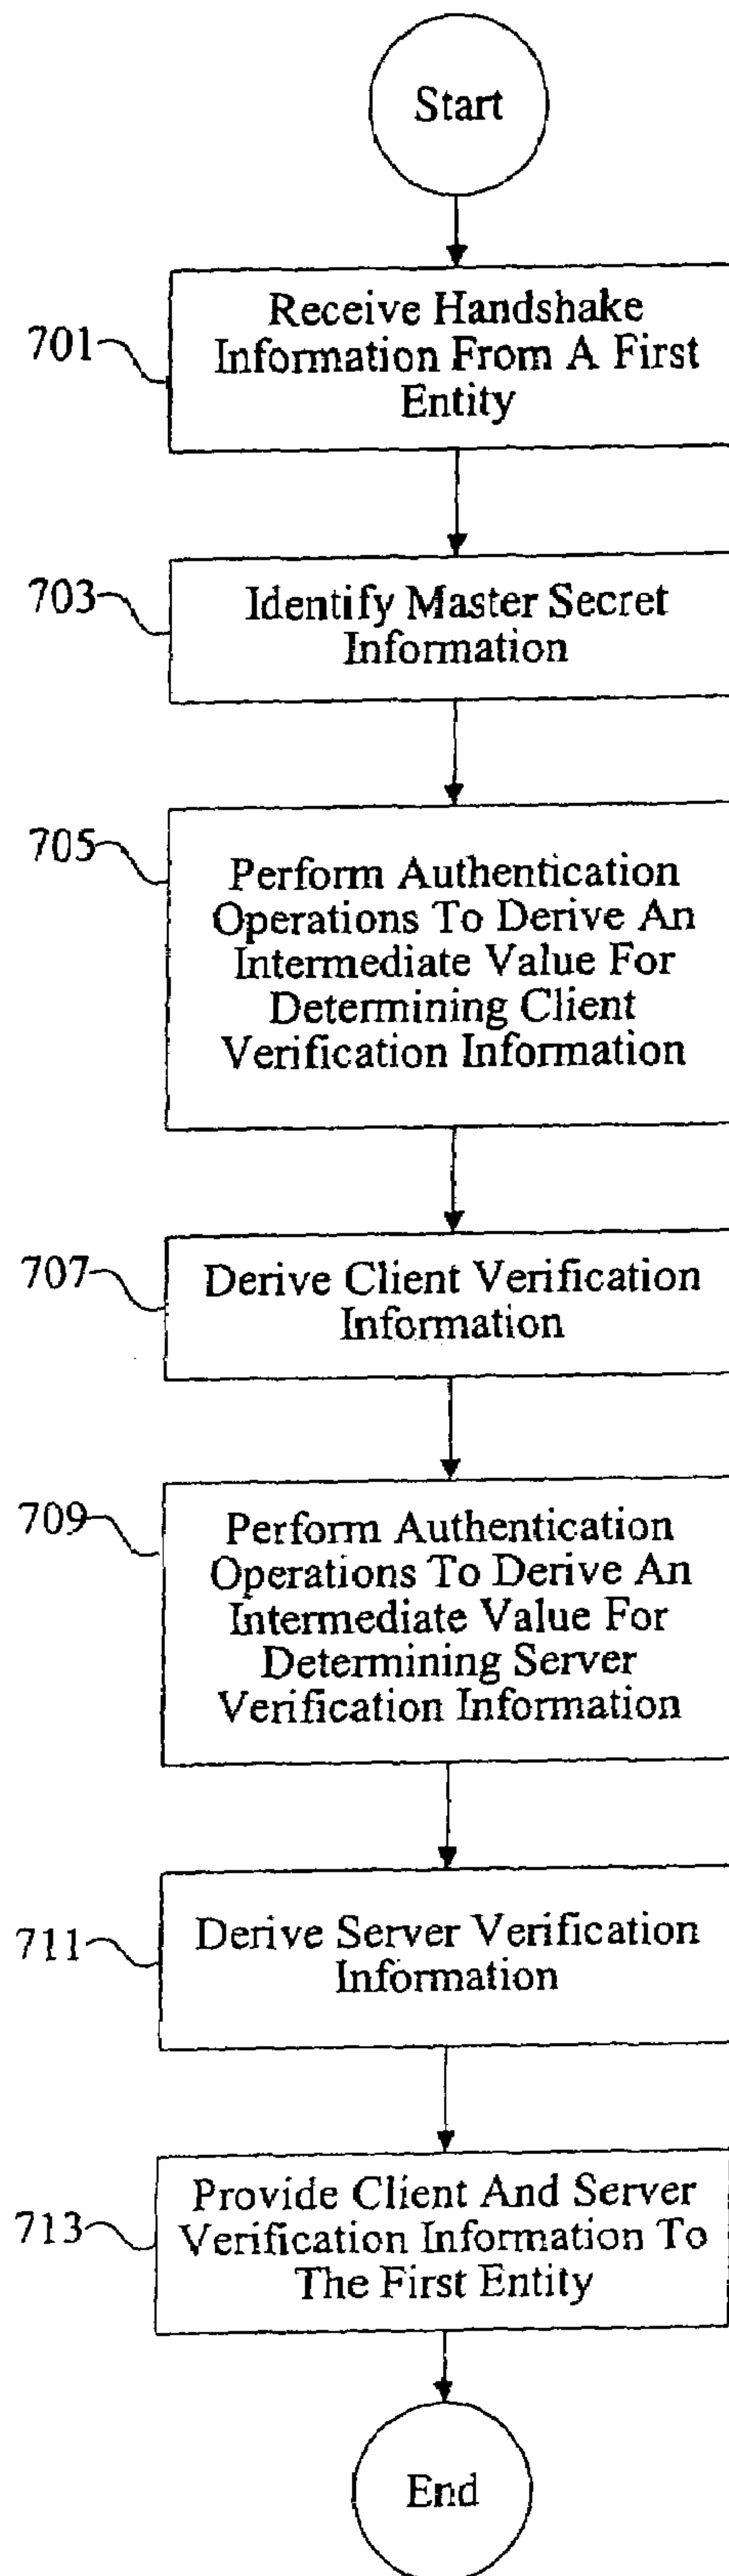 Start
701
Receive Handshake
Information From A First
Entity
703
Identify Master Secret
Information
705
Perform Authentication
Operations To Derive An
Intermediate Value For
Determining Client
Verification Information
707
Derive Client Verification
Information
709
Perform Authentication
Operations To Derive An
Intermediate Value For
Determining Server
Verification Information
711
Derive Server Verification
Information
713
Provide Client And Server
Verification Information To
The First Entity
End